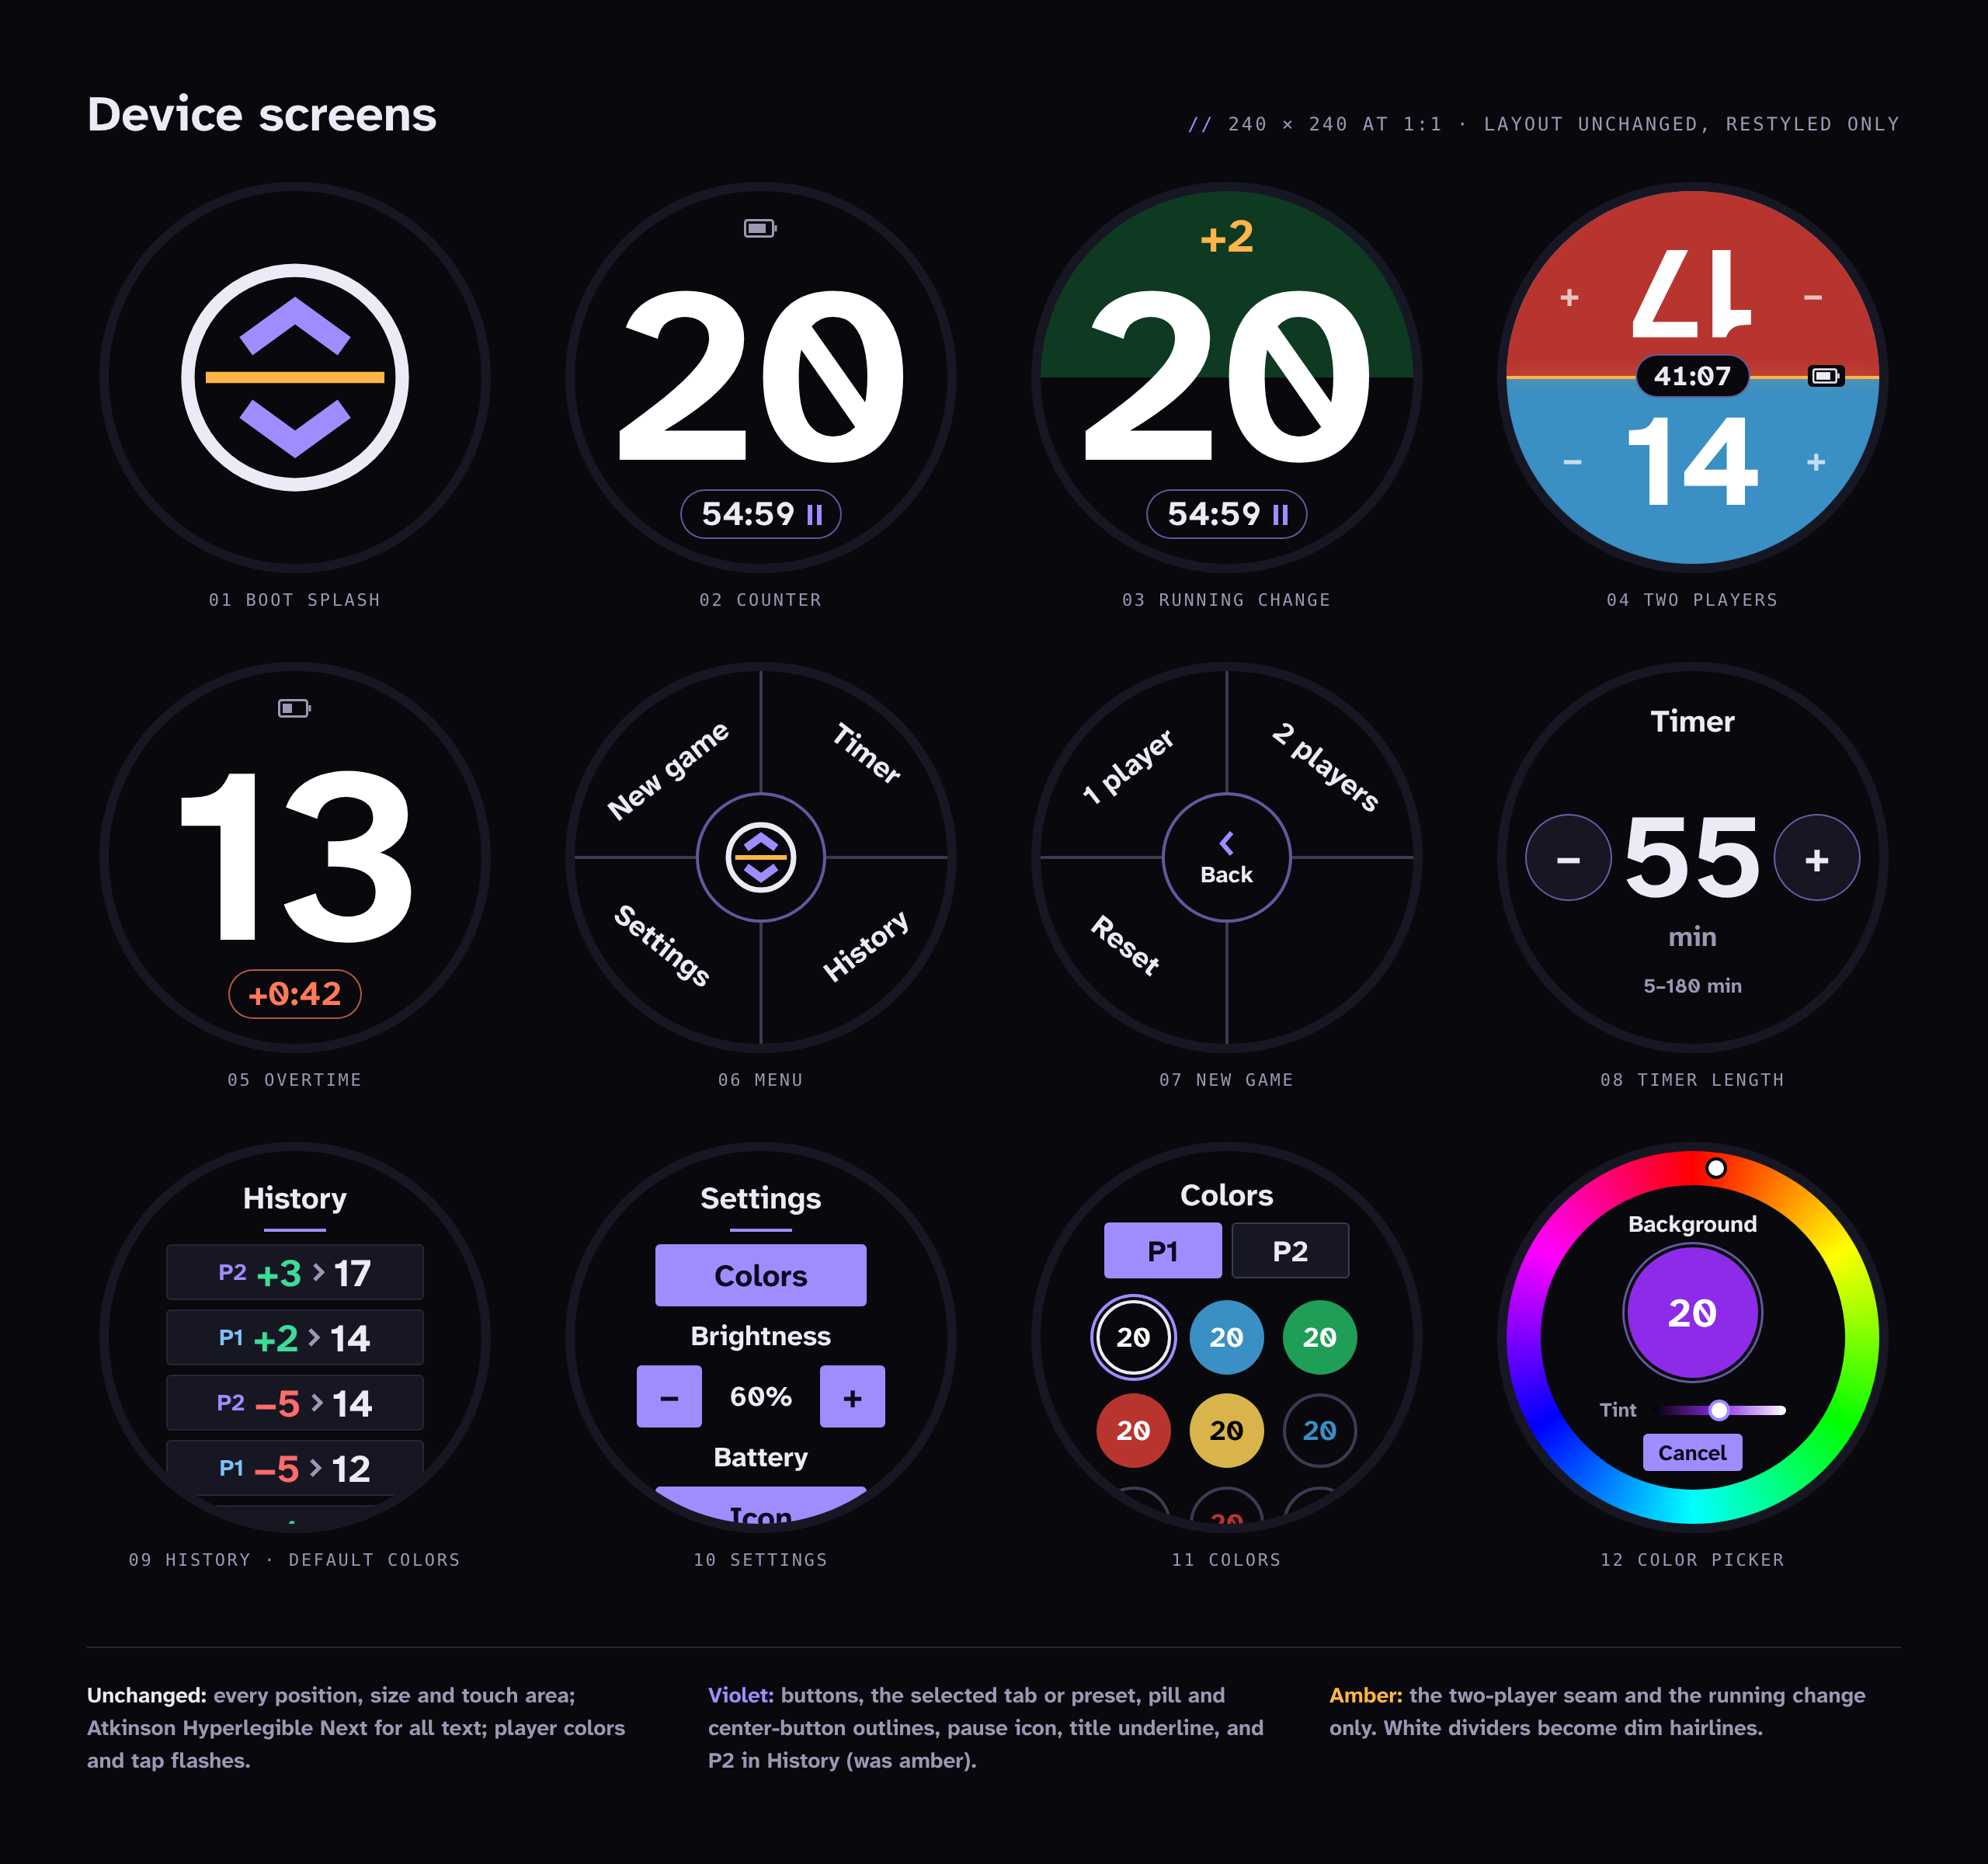 Device screens
// 240 × 240 AT 1:1 · LAYOUT UNCHANGED, RESTYLED ONLY
20
54:59
01 BOOT SPLASH
02 COUNTER
+2
20
54:59
03 RUNNING CHANGE
17
+ −
41:07
− 14 +
04 TWO PLAYERS
13
+0:42
05 OVERTIME
New game
Timer
Settings
History
06 MENU
1 player
2 players
Back
Reset
07 NEW GAME
Timer
− 55 +
min
5–180 min
08 TIMER LENGTH
History
P2 +3 > 17
P1 +2 > 14
P2 −5 > 14
P1 −5 > 12
09 HISTORY · DEFAULT COLORS
Settings
Colors
Brightness
− 60% +
Battery
Icon
10 SETTINGS
Colors
P1 P2
20 20 20
20 20 20
20
11 COLORS
Background
20
Tint
Cancel
12 COLOR PICKER
Unchanged: every position, size and touch area;
Atkinson Hyperlegible Next for all text; player colors
and tap flashes.
Violet: buttons, the selected tab or preset, pill and
center-button outlines, pause icon, title underline, and
P2 in History (was amber).
Amber: the two-player seam and the running change
only. White dividers become dim hairlines.